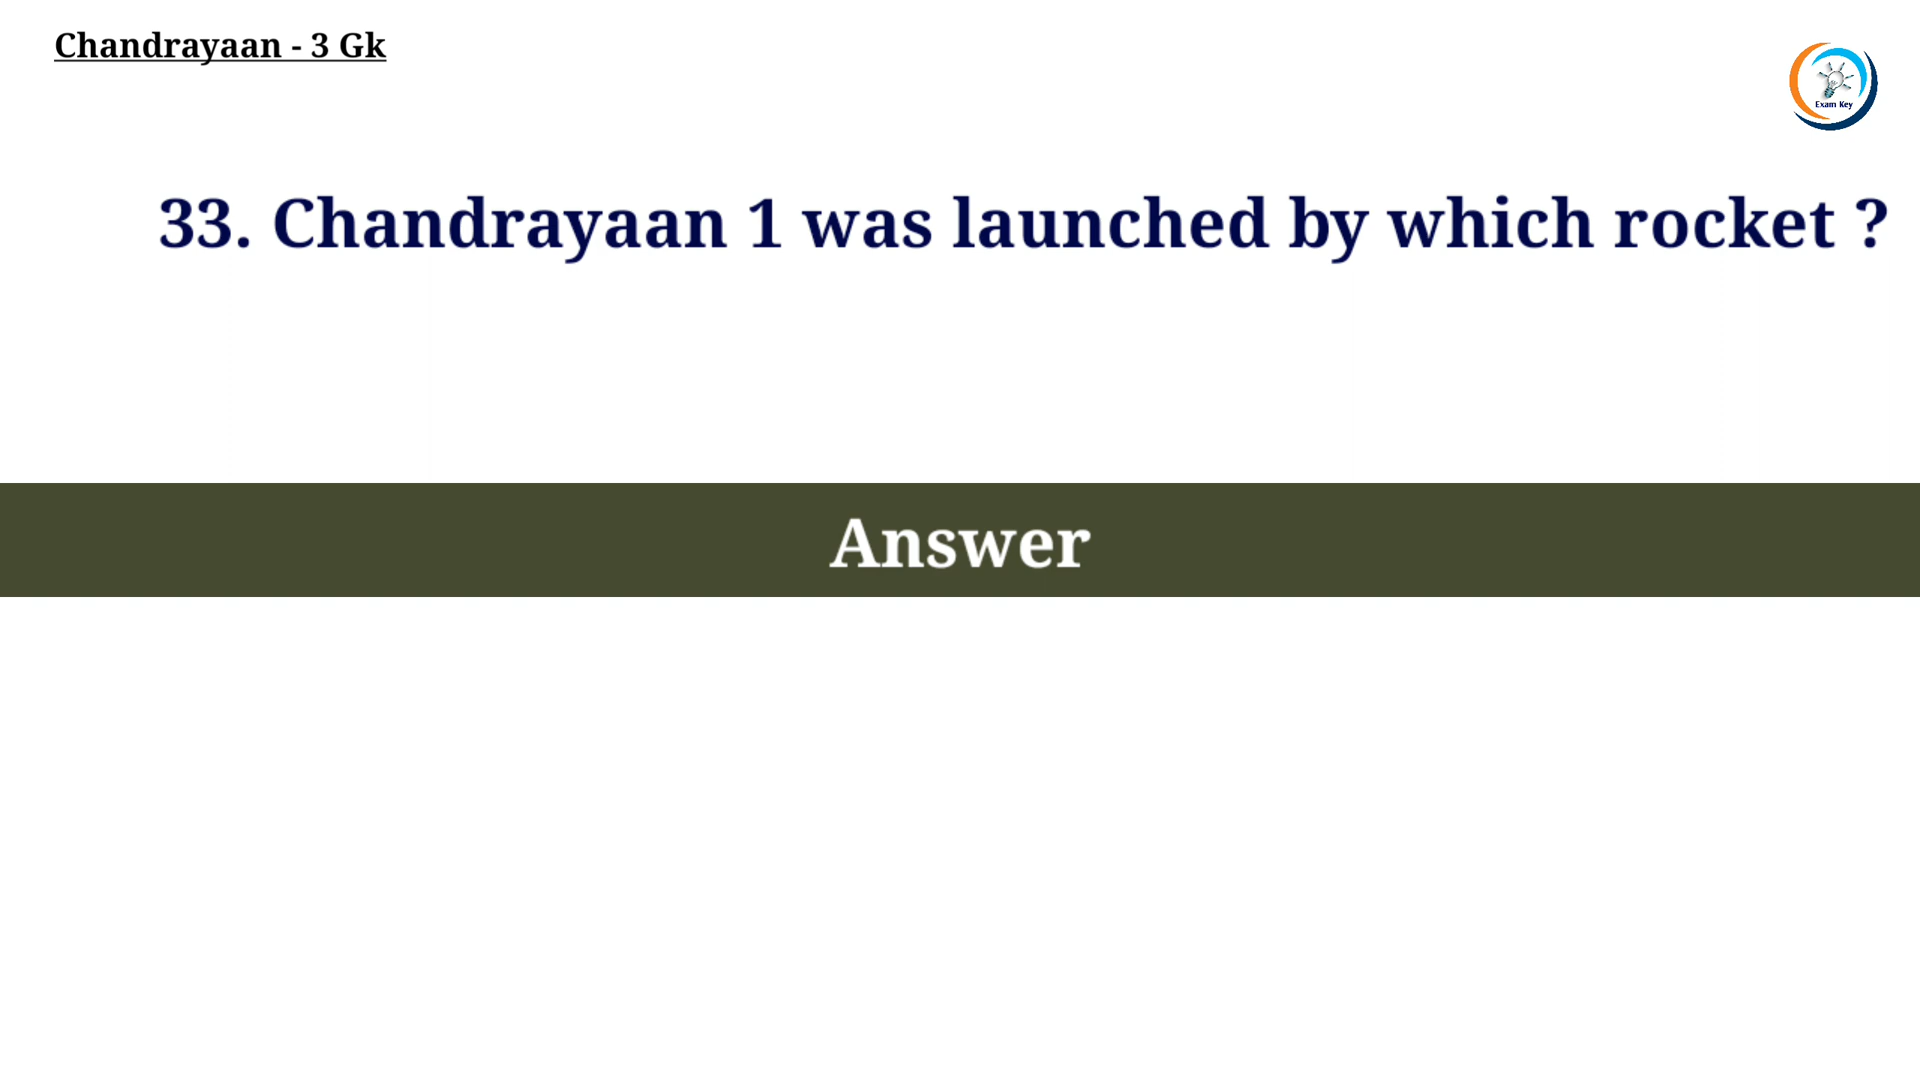 Chandrayaan - 3 Gk
Exam Key
33. Chandrayaan 1 was launched by which rocket ?
Answer